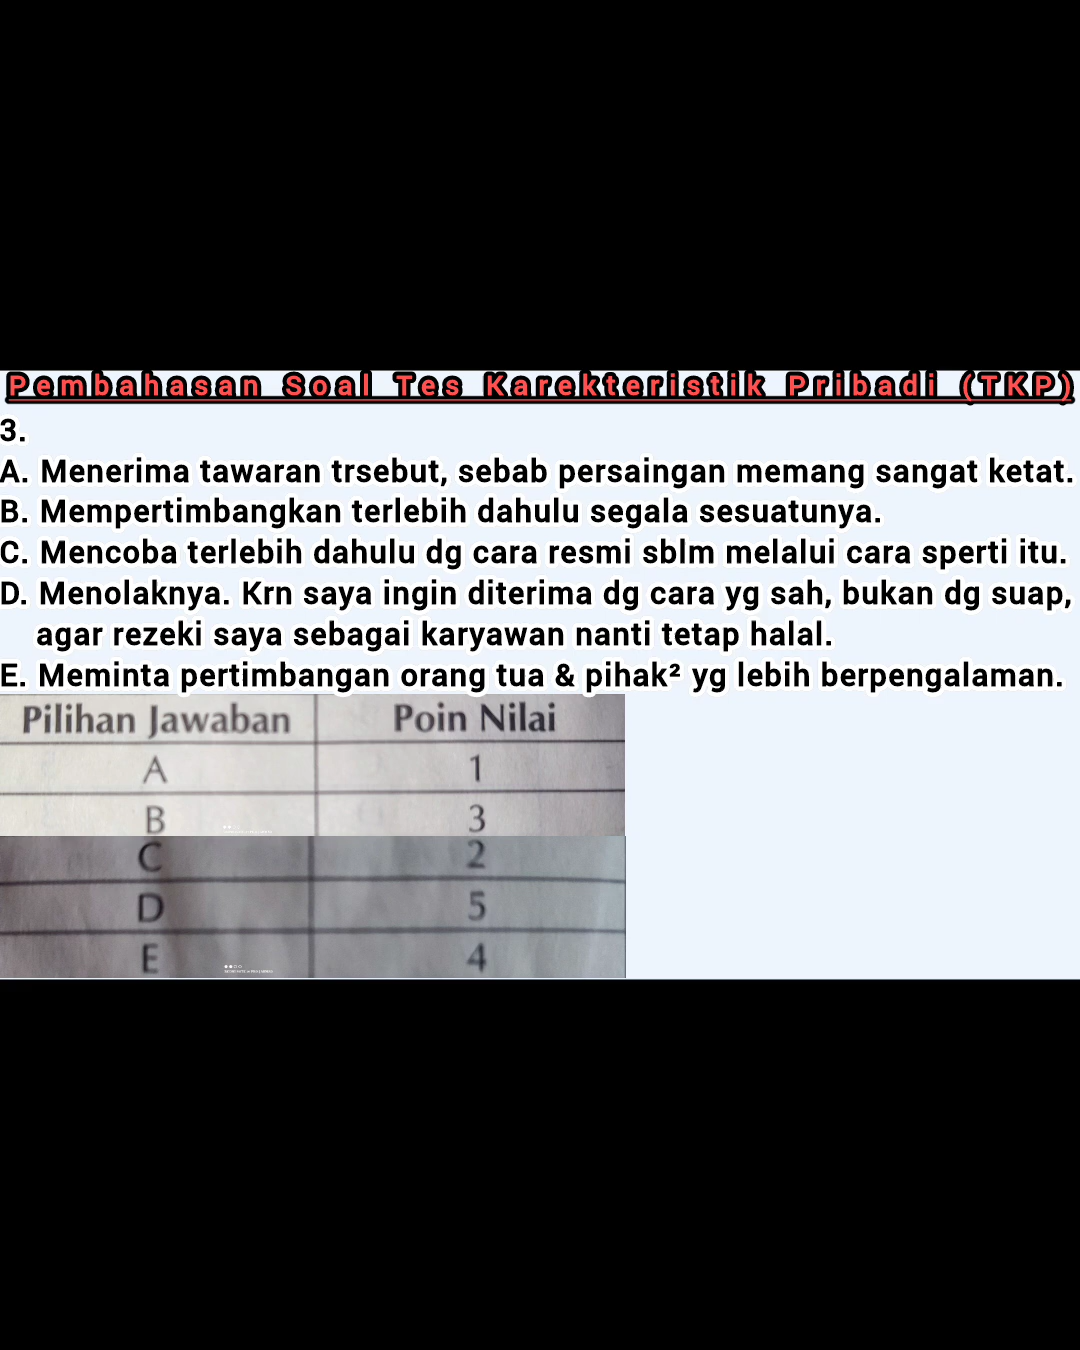 Pembahasan Soal Tes Karekteristik Pribadi (TKP)
3.
A. Menerima tawaran trsebut, sebab persaingan memang sangat ketat.
B. Mempertimbangkan terlebih dahulu segala sesuatunya.
C. Mencoba terlebih dahulu dg cara resmi sblm melalui cara sperti itu.
D. Menolaknya. Krn saya ingin diterima dg cara yg sah, bukan dg suap,
agar rezeki saya sebagai karyawan nanti tetap halal.
E. Meminta pertimbangan orang tua & pihak² yg lebih berpengalaman.
Pilihan Jawaban Poin Nilai
A 1
B 3
C 2
D 5
E 4